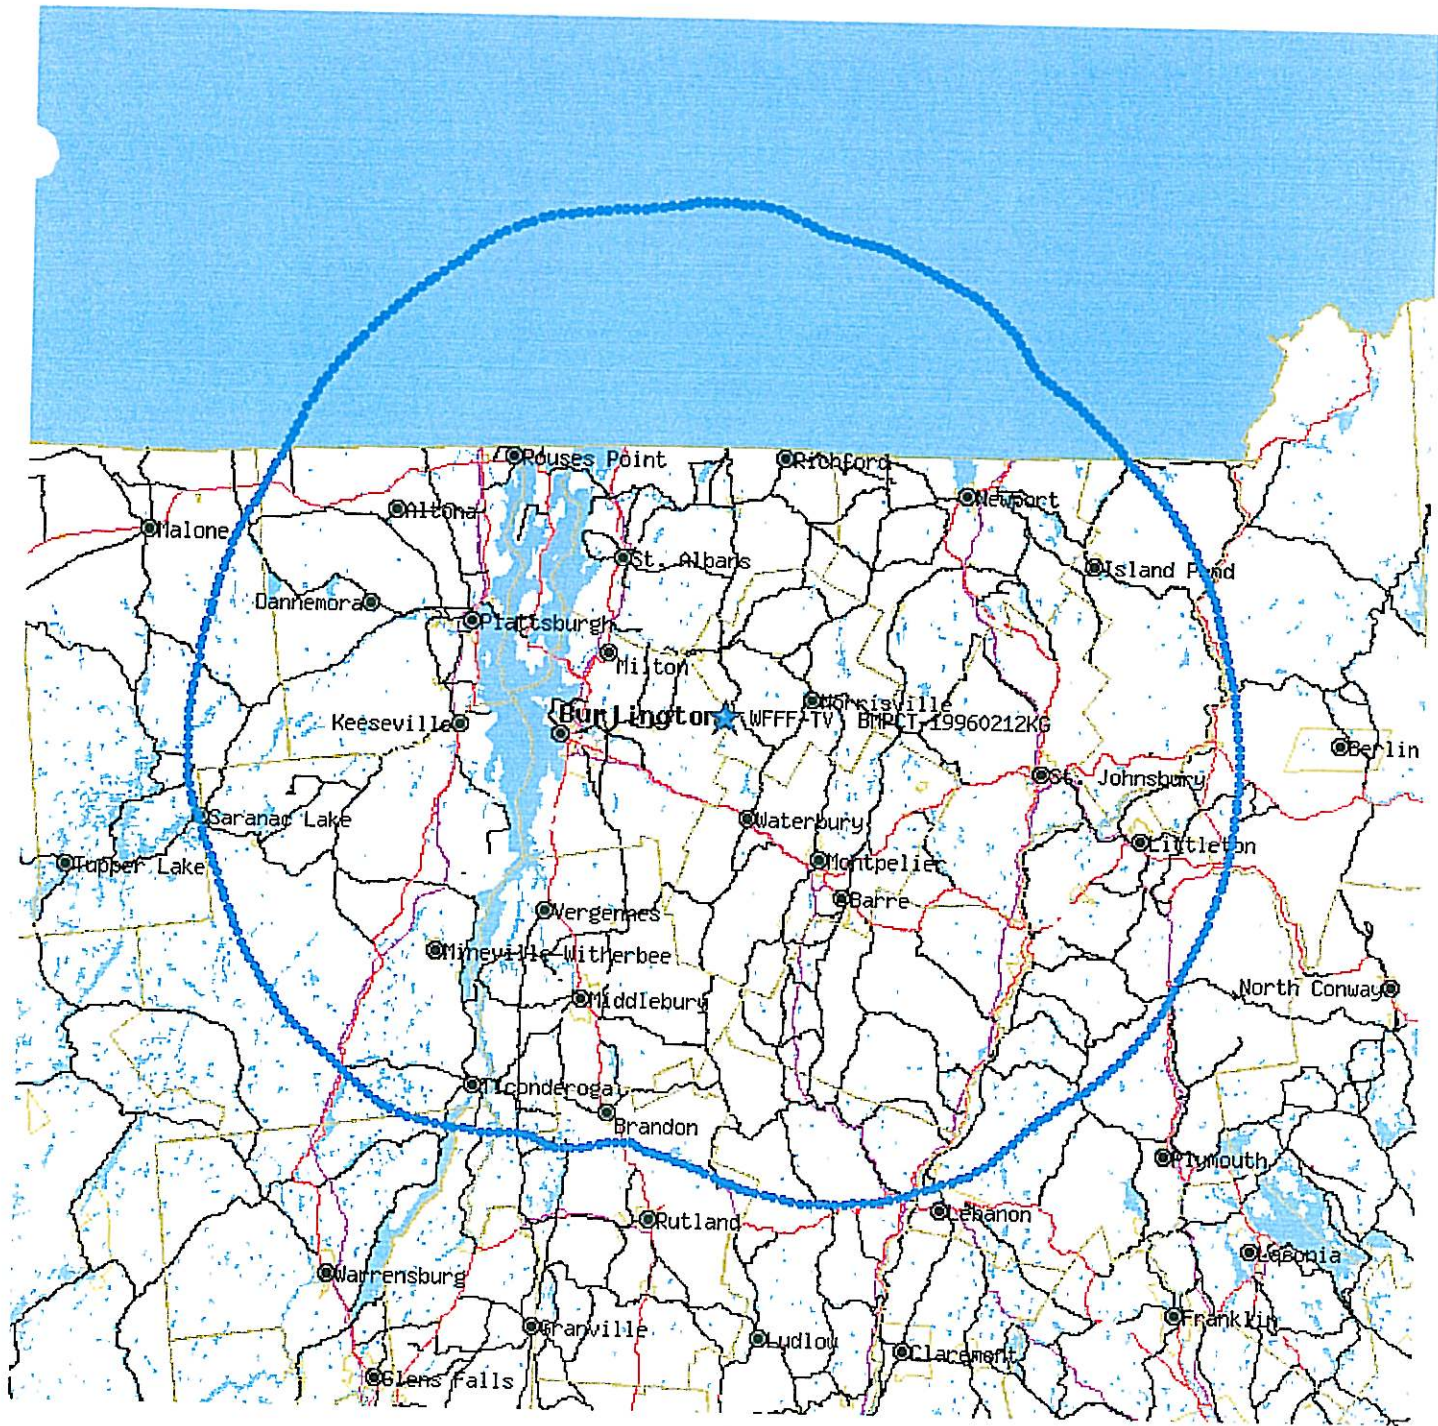 Rouses Point
Richford
Newport
Altona
Malone
St. Albans
Island Pond
Dannemora
Plattsburgh
Milton
Morrisville
Burlington
WFFF-TV BMPCT-19960212KG
Keeseville
Berlin
St. Johnsbury
Saranac Lake
Waterbury
Littleton
Tupper Lake
Montpelier
Barre
Vergennes
Mineville-Witherbee
North Conway
Middlebury
Ticonderoga
Brandon
Plymouth
Lebanon
Rutland
Laconia
Warrensburg
Franklin
Granville
Ludlow
Claremont
Glens Falls